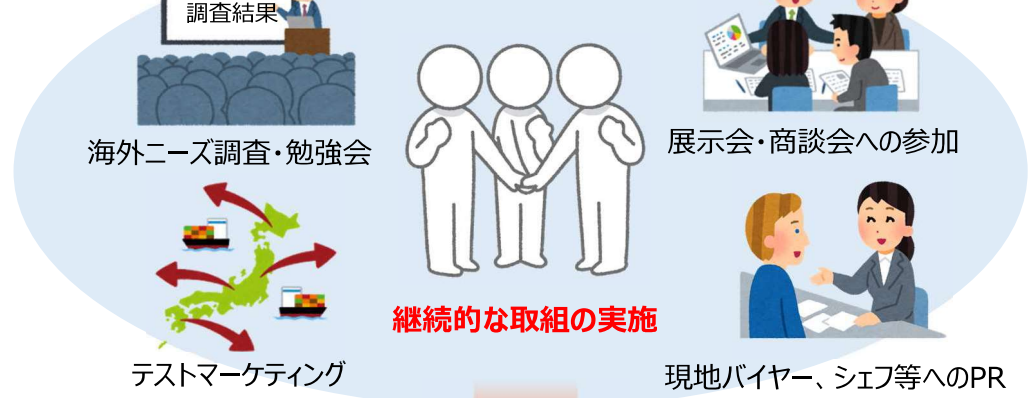 調査結果
海外ニーズ調査・勉強会
展示会・商談会への参加
継続的な取組の実施
テストマーケティング
現地バイヤー、シェフ等へのPR